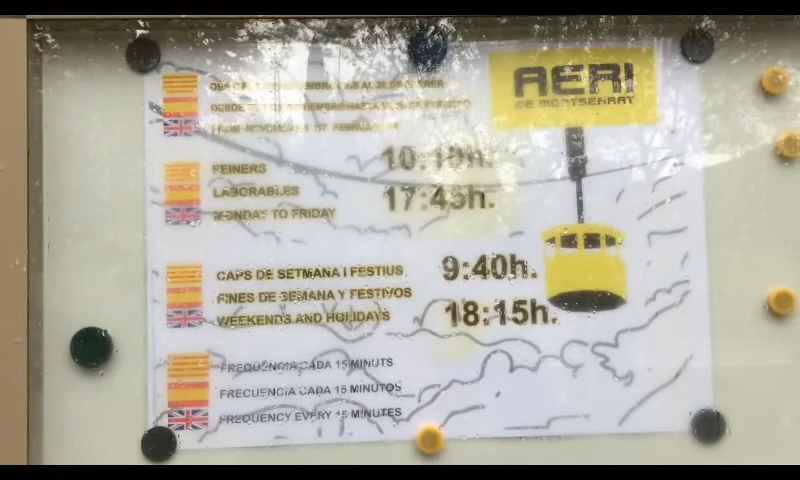 AERI
DE MONTSERRAT
FEINERS
LABORABLES
MONDAY TO FRIDAY
10:10h.
17:45h.
CAPS DE SETMANA I FESTIUS
FINES DE SEMANA Y FESTIVOS
WEEKENDS AND HOLIDAYS
9:40h.
18:15h.
FREQÜÈNCIA CADA 15 MINUTS
FRECUENCIA CADA 15 MINUTOS
FREQUENCY EVERY 15 MINUTES